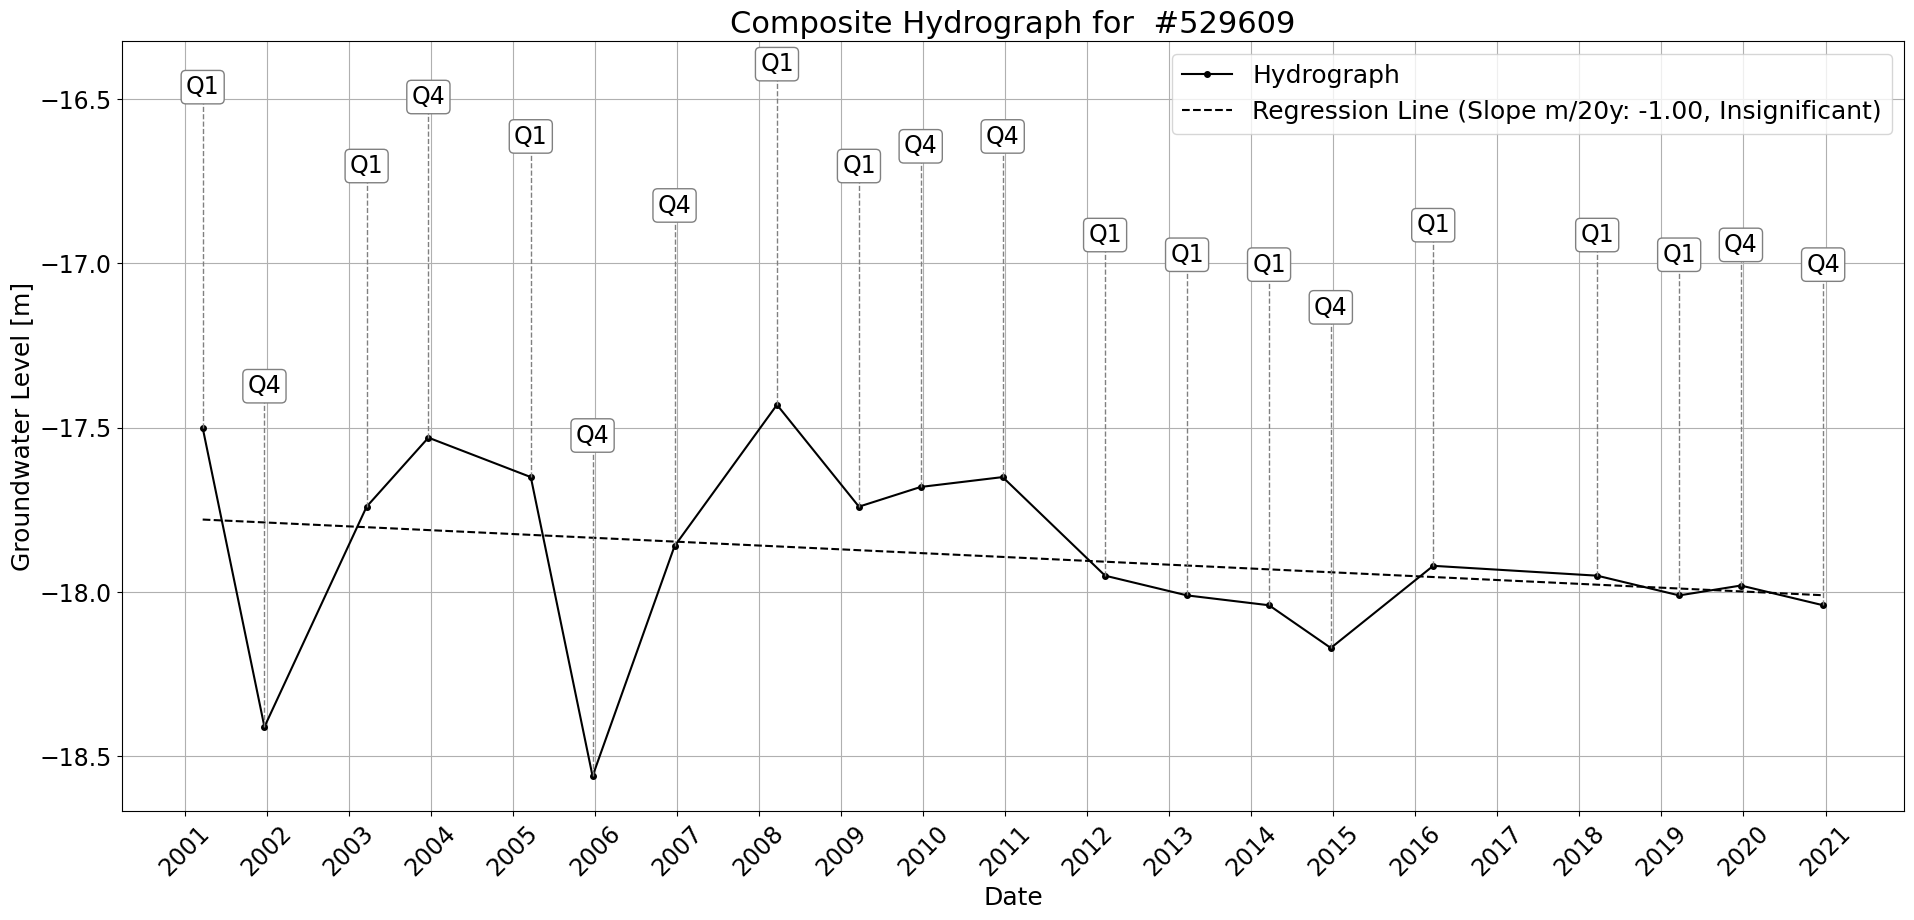 Composite Hydrograph for  #529609
Hydrograph
Regression Line (Slope m/20y: -1.00, Insignificant)
Q1
Q4
Q1
Q4
Q1
Q4
Q4
Q1
Q1
Q4
Q4
Q1
Q1
Q1
Q4
Q1
Q1
Q1
Q4
Q4
Groundwater Level [m]
−16.5
−17.0
−17.5
−18.0
−18.5
2001
2002
2003
2004
2005
2006
2007
2008
2009
2010
2011
2012
2013
2014
2015
2016
2017
2018
2019
2020
2021
Date